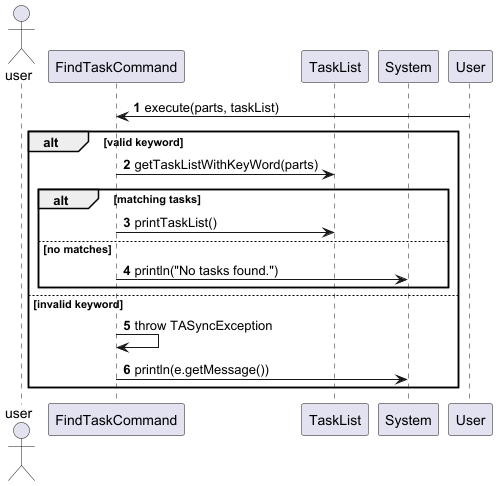 user
FindTaskCommand
TaskList
System
User
1 execute(parts, taskList)
alt [valid keyword]
2 getTaskListWithKeyWord(parts)
alt [matching tasks]
3 printTaskList()
[no matches]
4 println("No tasks found.")
[invalid keyword]
5 throw TASyncException
6 println(e.getMessage())
user
FindTaskCommand
TaskList
System
User